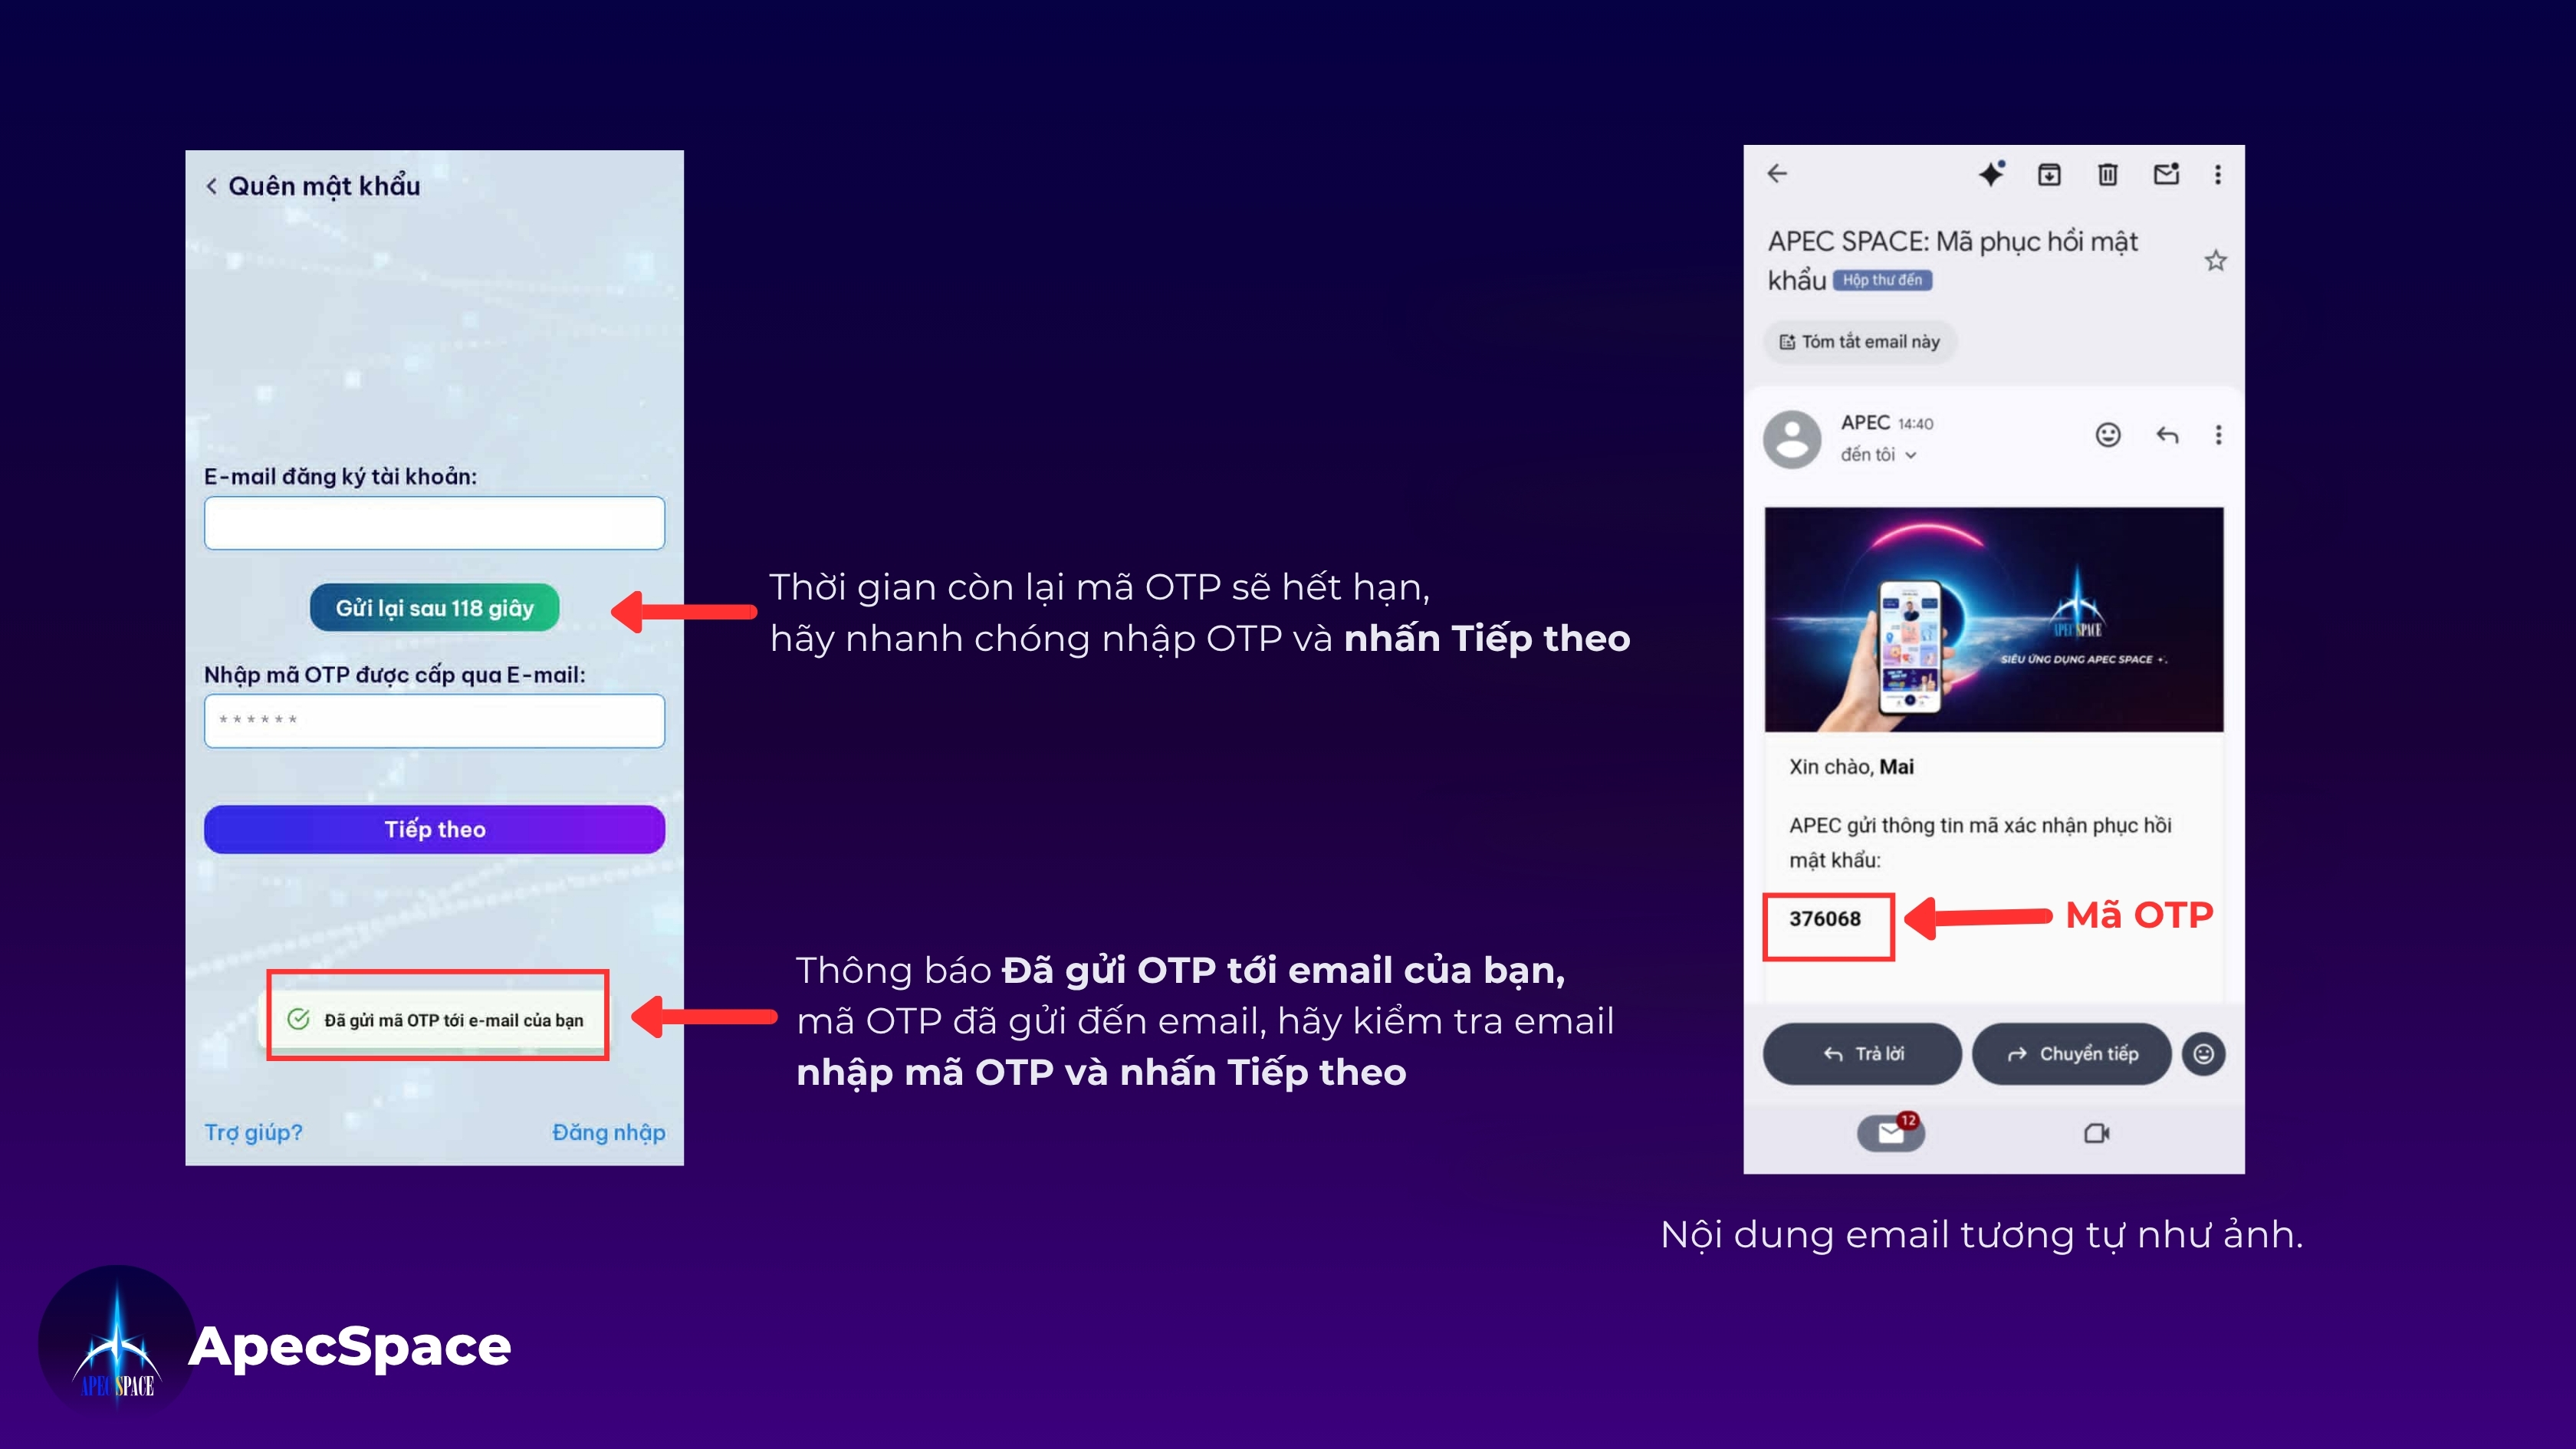 Quên mật khẩu
E-mail đăng ký tài khoản:
Gửi lại sau 118 giây
Nhập mã OTP được cấp qua E-mail:
******
Tiếp theo
Đã gửi mã OTP tới e-mail của bạn
Trợ giúp?
Đăng nhập
Thời gian còn lại mã OTP sẽ hết hạn,
hãy nhanh chóng nhập OTP và nhấn Tiếp theo
Thông báo Đã gửi OTP tới email của bạn,
mã OTP đã gửi đến email, hãy kiểm tra email
nhập mã OTP và nhấn Tiếp theo
APEC SPACE: Mã phục hồi mật
khẩu Hộp thư đến
Tóm tắt email này
APEC 14:40
đến tôi
APEC SPACE
SIÊU ỨNG DỤNG APEC SPACE
Xin chào, Mai
APEC gửi thông tin mã xác nhận phục hồi
mật khẩu:
376068
Mã OTP
Trả lời
Chuyển tiếp
12
Nội dung email tương tự như ảnh.
APEC SPACE
ApecSpace